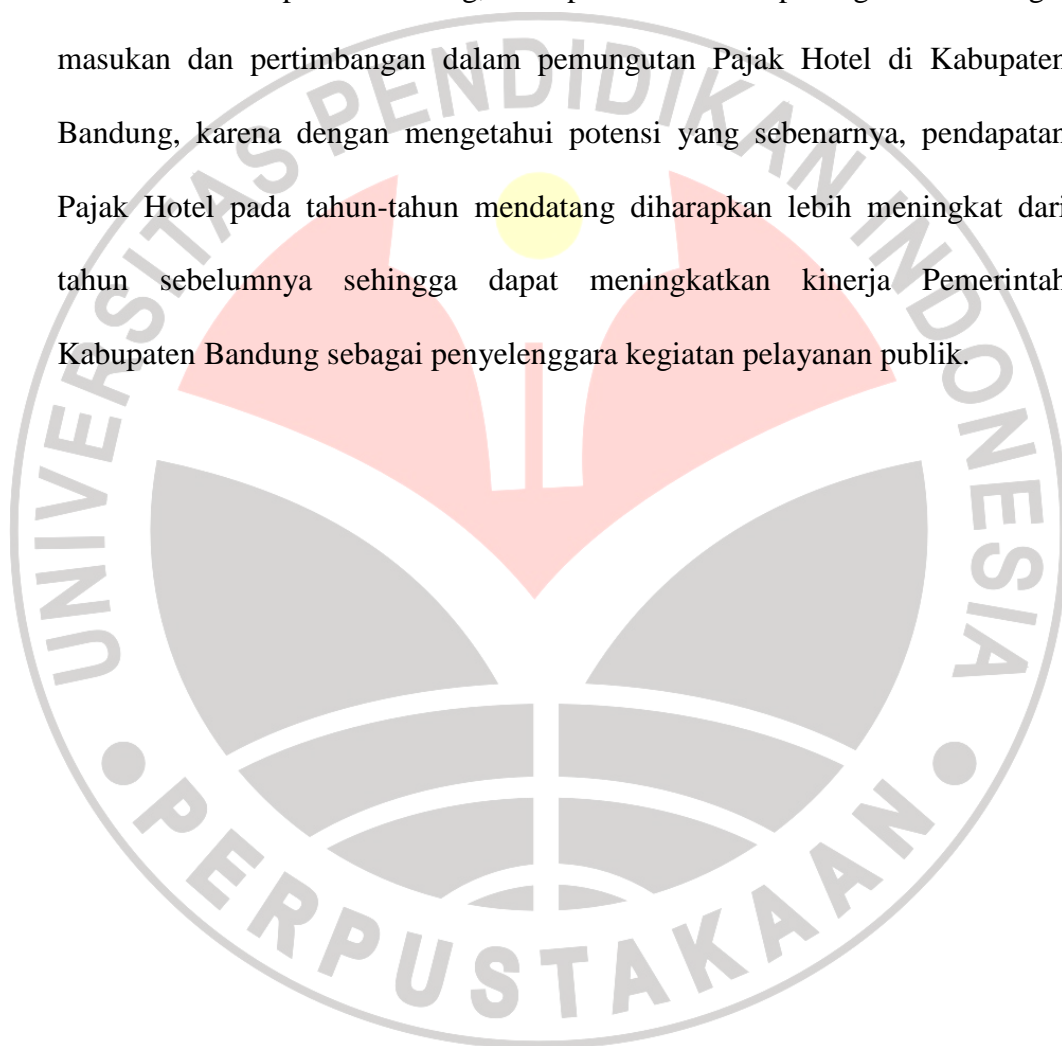 masukan dan pertimbangan dalam pemungutan Pajak Hotel di Kabupaten
Bandung, karena dengan mengetahui potensi yang sebenarnya, pendapatan
Pajak Hotel pada tahun-tahun mendatang diharapkan lebih meningkat dari
tahun sebelumnya sehingga dapat meningkatkan kinerja Pemerintah
Kabupaten Bandung sebagai penyelenggara kegiatan pelayanan publik.
UNIVERSITAS PENDIDIKAN INDONESIA
PERPUSTAKAAN